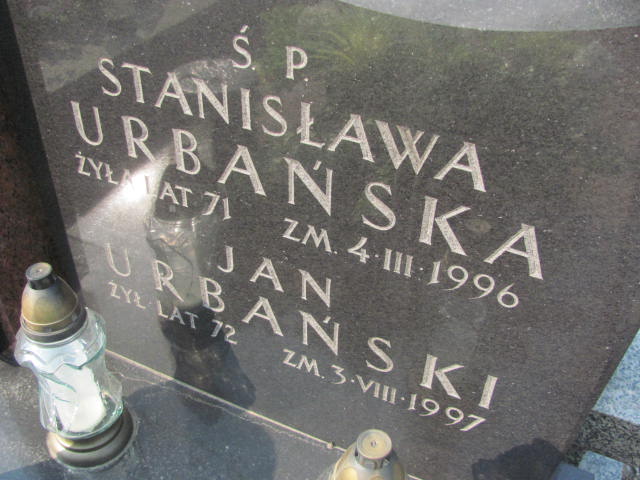 Ś. P.
STANISŁAWA
URBAŃSKA
ŻYŁA LAT 71 ZM. 4·III·1996
JAN
URBAŃSKI
ŻYŁ·LAT 72 ZM. 3·VIII·1997